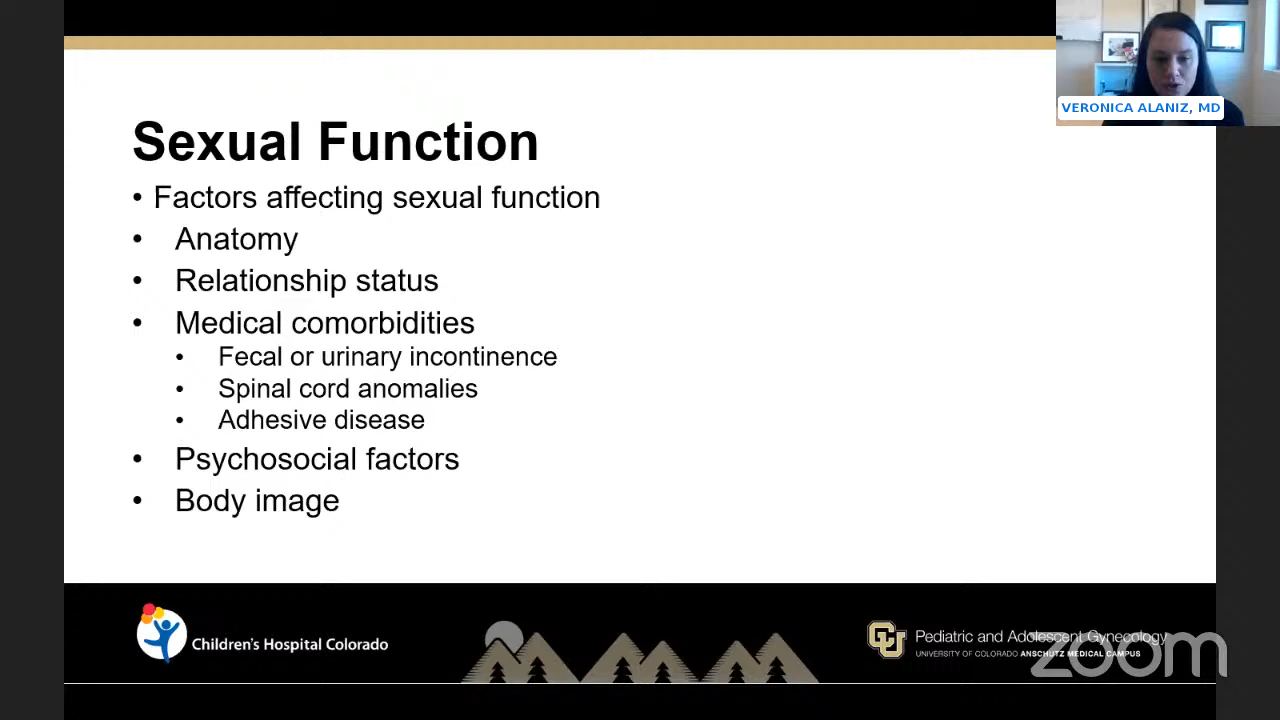 VERONICA ALANIZ, MD
Sexual Function
• Factors affecting sexual function
• Anatomy
• Relationship status
• Medical comorbidities
• Fecal or urinary incontinence
• Spinal cord anomalies
• Adhesive disease
• Psychosocial factors
• Body image
Children's Hospital Colorado
CU
Pediatric and Adolescent Gynecology
UNIVERSITY OF COLORADO ANSCHUTZ MEDICAL CAMPUS
zoom